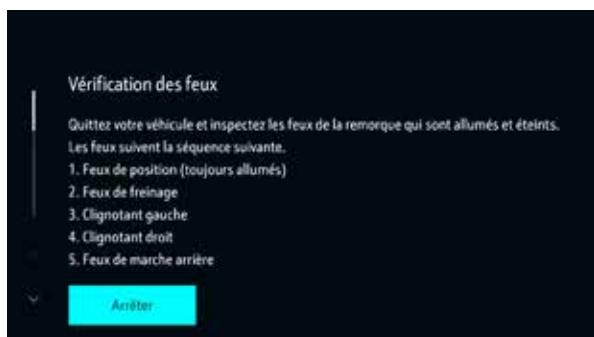 Vérification des feux
Quittez votre véhicule et inspectez les feux de la remorque qui sont allumés et éteints.
Les feux suivent la séquence suivante.
1. Feux de position (toujours allumés)
2. Feux de freinage
3. Clignotant gauche
4. Clignotant droit
5. Feux de marche arrière
Arrêter